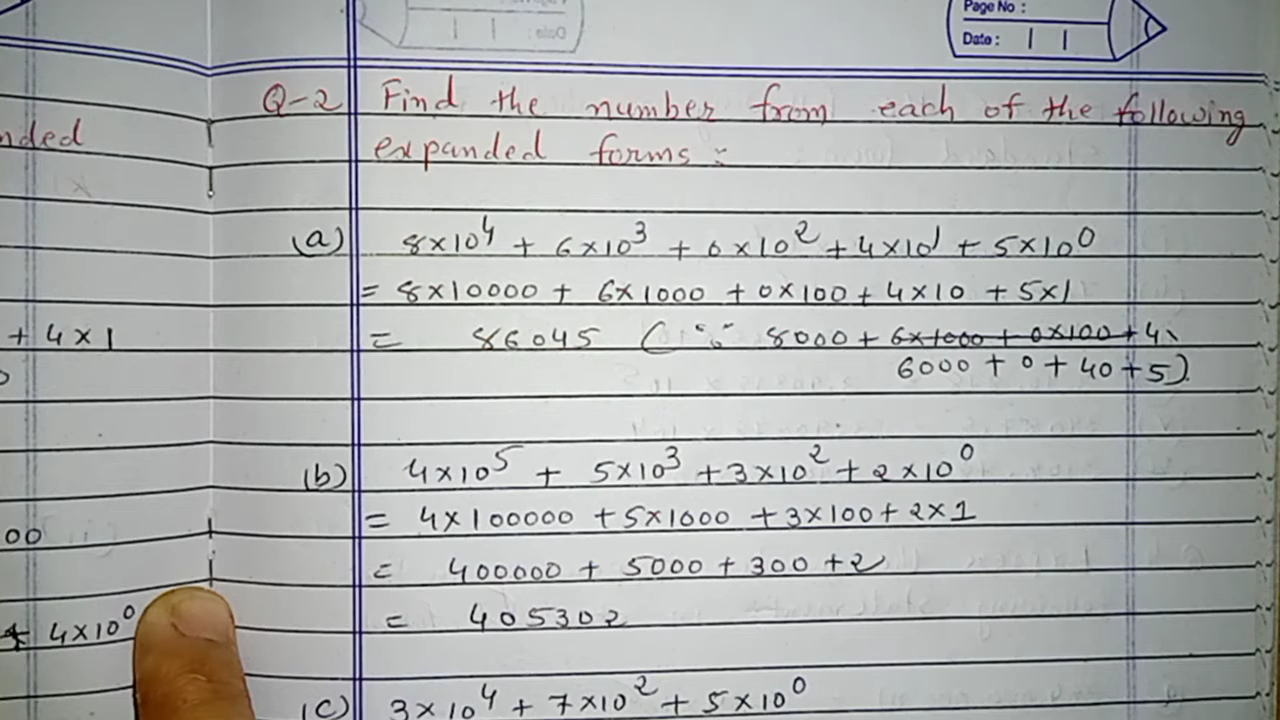 Page No :
Date :
nded
+ 4×1
00
+ 4×10⁰
Q-2 Find the number from each of the following
expanded forms:
(a) 8×10⁴ + 6×10³ + 0×10² + 4×10¹ + 5×10⁰
= 8×10000 + 6×1000 + 0×100 + 4×10 + 5×1
= 86045 (∵ 8000 + 6×1000 + 0×100 + 4×
6000 + 0 + 40 + 5)
(b) 4×10⁵ + 5×10³ + 3×10² + 2×10⁰
= 4×100000 + 5×1000 + 3×100 + 2×1
= 400000 + 5000 + 300 + 2
= 405302
(c) 3×10⁴ + 7×10² + 5×10⁰